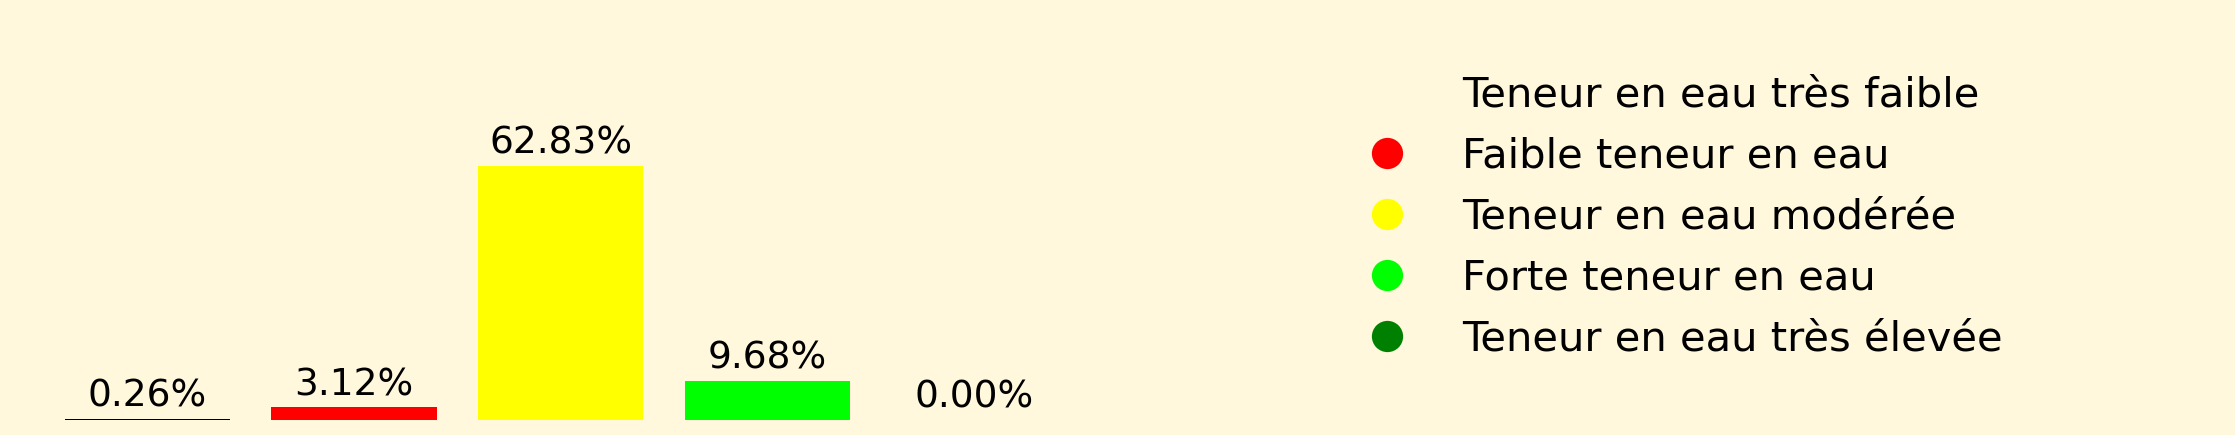 62.83%
9.68%
3.12%
0.26%
0.00%
Teneur en eau très faible
Faible teneur en eau
Teneur en eau modérée
Forte teneur en eau
Teneur en eau très élevée